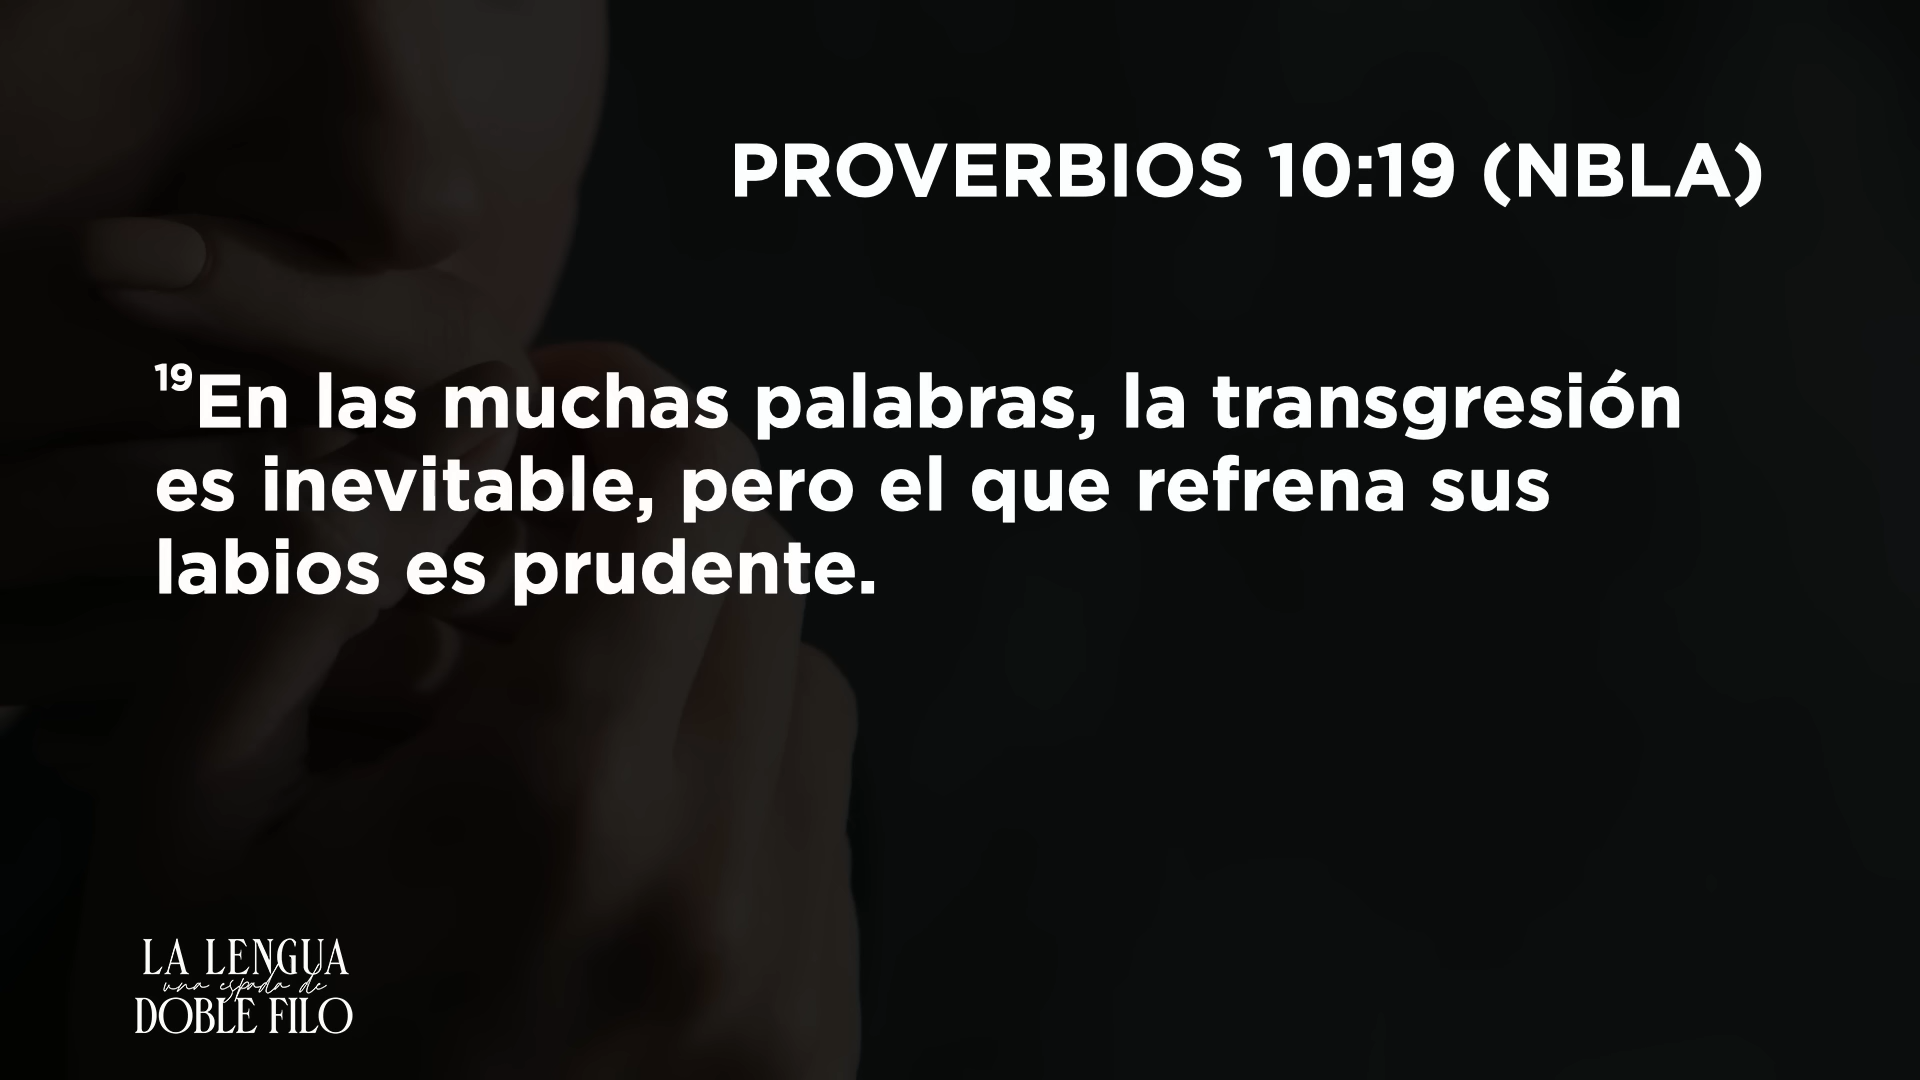 PROVERBIOS 10:19 (NBLA)
¹⁹En las muchas palabras, la transgresión
es inevitable, pero el que refrena sus
labios es prudente.
LA LENGUA
una espada de
DOBLE FILO